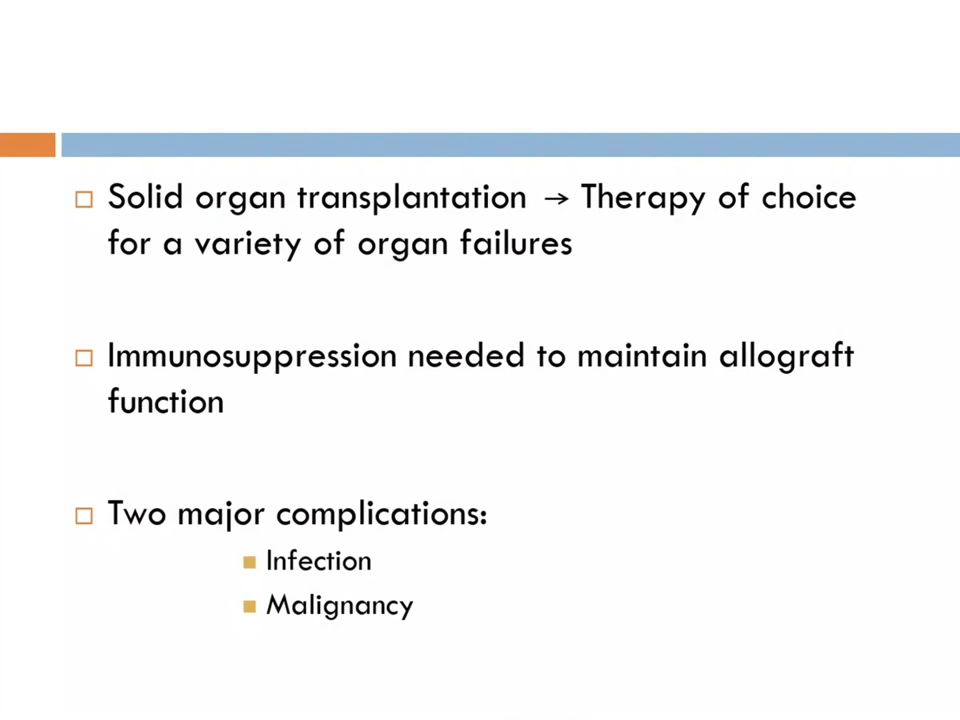 Solid organ transplantation → Therapy of choice
for a variety of organ failures
Immunosuppression needed to maintain allograft
function
Two major complications:
Infection
Malignancy